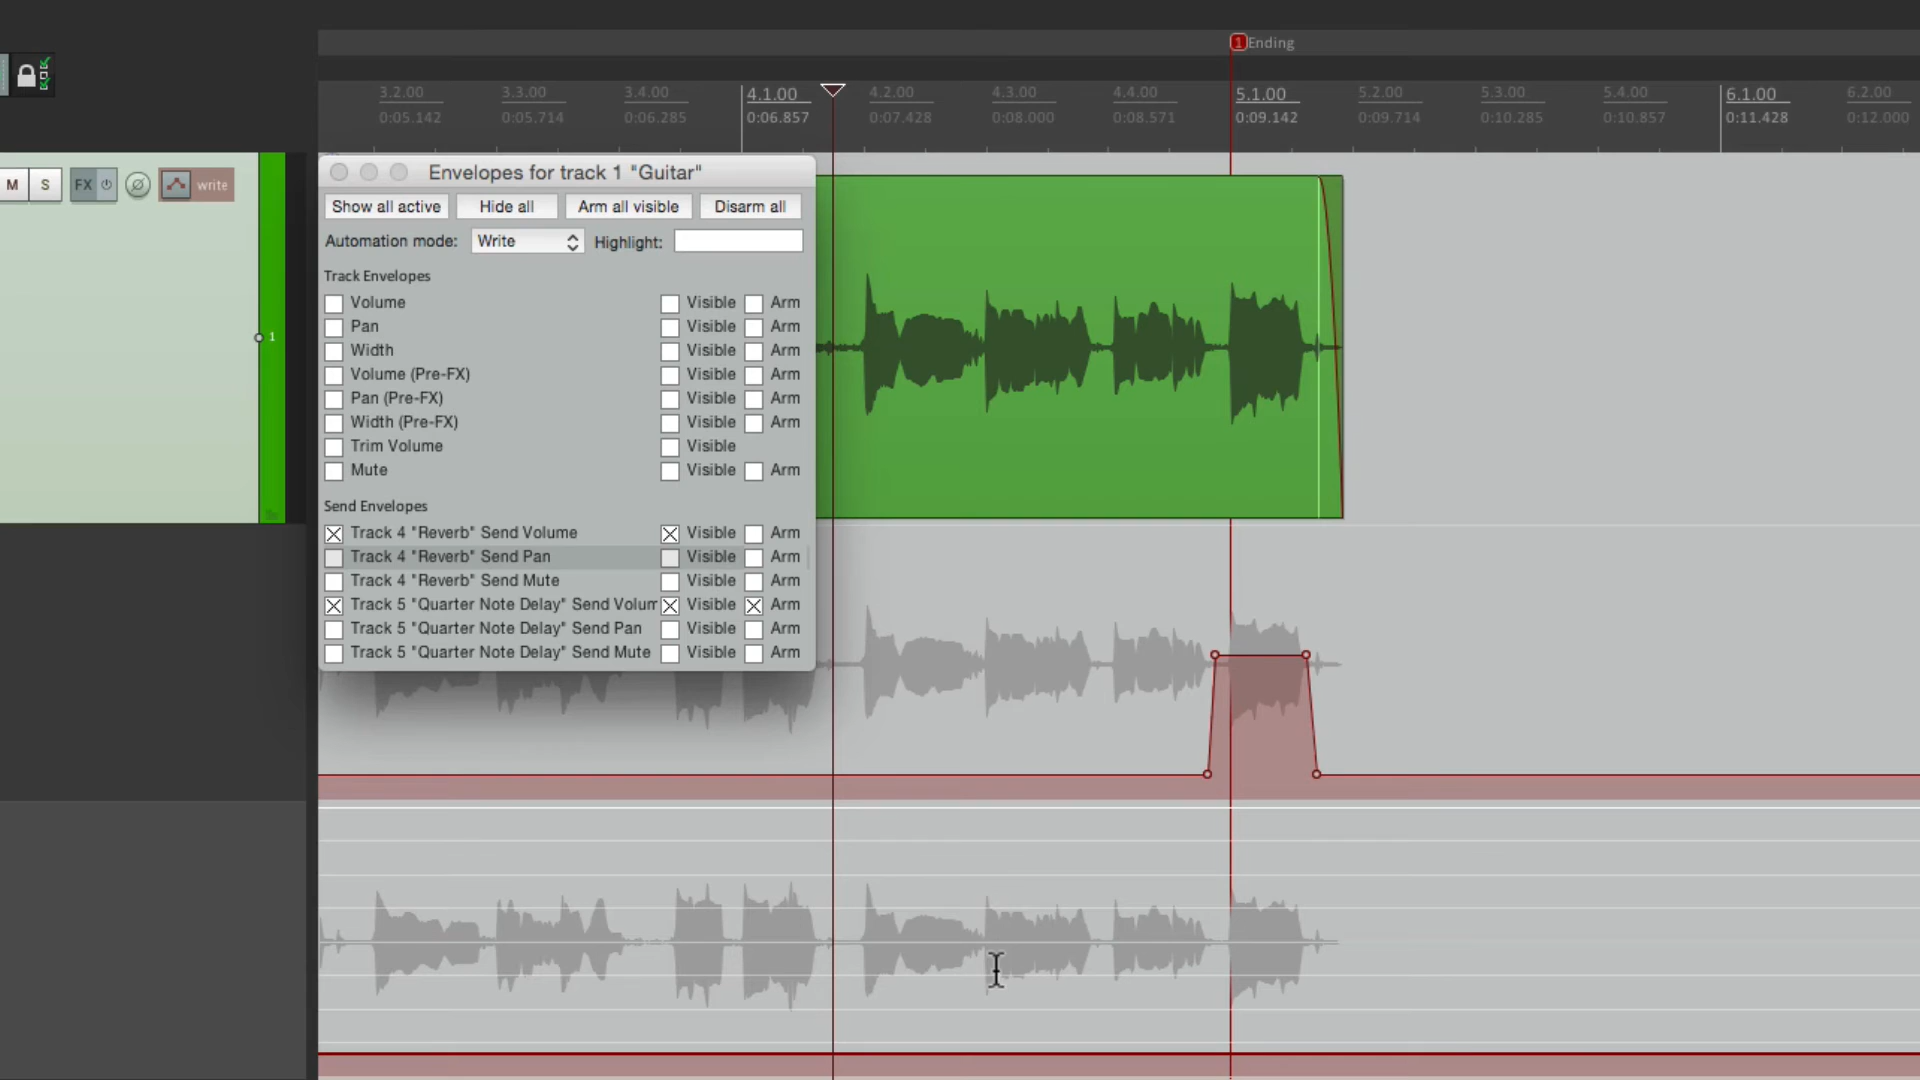 1 Ending
3.2.00 3.3.00 3.4.00 4.1.00 4.2.00 4.3.00 4.4.00 5.1.00 5.2.00 5.3.00 5.4.00 6.1.00 6.2.00
0:05.142 0:05.714 0:06.285 0:06.857 0:07.428 0:08.000 0:08.571 0:09.142 0:09.714 0:10.285 0:10.857 0:11.428 0:12.000
M S FX write
1
Envelopes for track 1 "Guitar"
Show all active Hide all Arm all visible Disarm all
Automation mode: Write Highlight:
Track Envelopes
Volume Visible Arm
Pan Visible Arm
Width Visible Arm
Volume (Pre-FX) Visible Arm
Pan (Pre-FX) Visible Arm
Width (Pre-FX) Visible Arm
Trim Volume Visible
Mute Visible Arm
Send Envelopes
Track 4 "Reverb" Send Volume Visible Arm
Track 4 "Reverb" Send Pan Visible Arm
Track 4 "Reverb" Send Mute Visible Arm
Track 5 "Quarter Note Delay" Send Volum Visible Arm
Track 5 "Quarter Note Delay" Send Pan Visible Arm
Track 5 "Quarter Note Delay" Send Mute Visible Arm